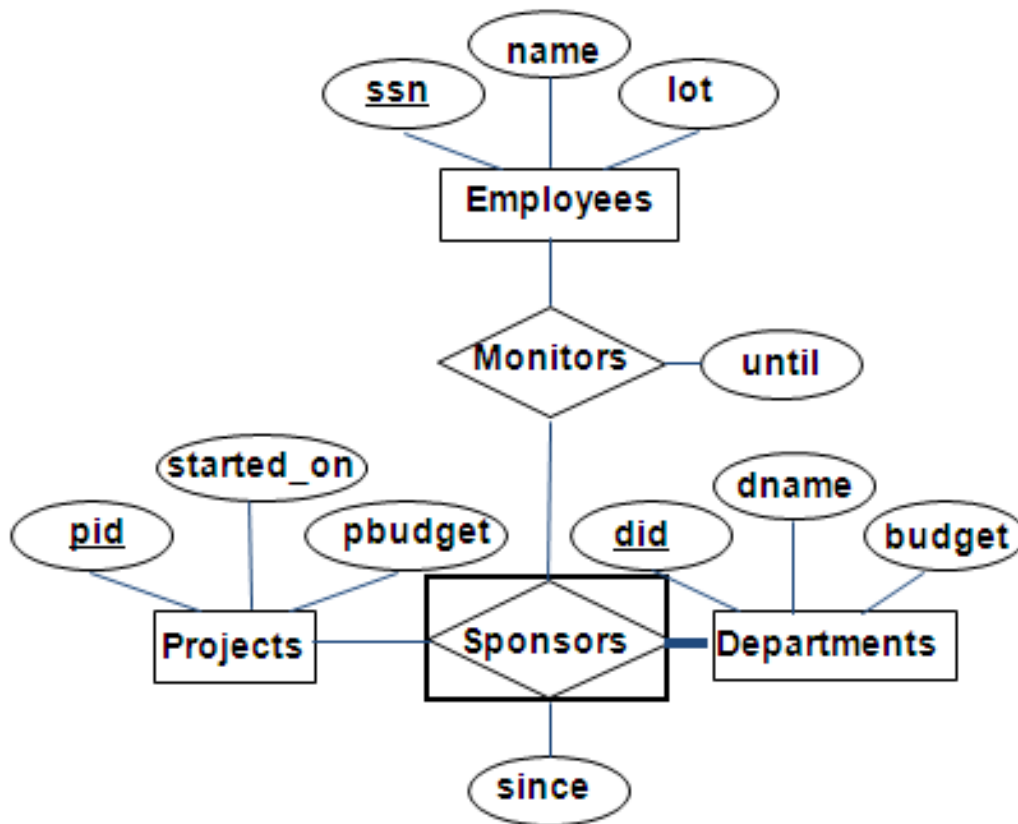 name
ssn
lot
Employees
Monitors
until
started_on
pid
pbudget
dname
did
budget
Projects
Sponsors
Departments
since